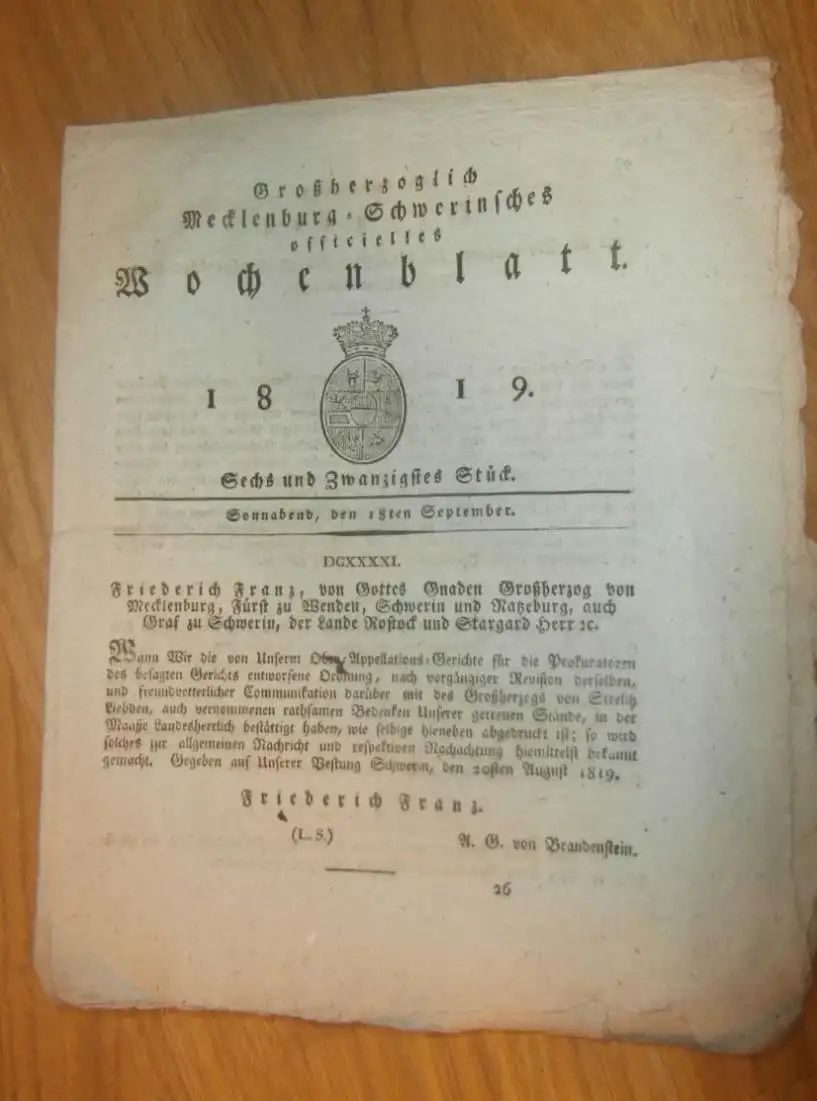 Großherzoglich
Mecklenburg-Schwerinsches
officielles
Wochenblatt.
1819.
Sechs und Zwanzigstes Stück.
Sonnabend, den 18ten September.
DCXXXXI.
Friederich Franz, von Gottes Gnaden Großherzog von
Mecklenburg, Fürst zu Wenden, Schwerin und Ratzeburg, auch
Graf zu Schwerin, der Lande Rostock und Stargard Herr ꝛc.
Wann Wir die von Unserm Ober-Appellations-Gerichte für die Prokuratoren
des besagten Gerichts entworfene Ordnung, nach vorgängiger Revision derselben,
und freundvetterlicher Communikation darüber mit des Großherzogs von Strelitz
Liebden, auch vernommenen rathsamen Bedenken Unserer getreuen Stände, in der
Maaße Landesherrlich bestättigt haben, wie selbige hieneben abgedruckt ist; so wird
solches zur allgemeinen Nachricht und respektiven Nachachtung hiemittelst bekannt
gemacht. Gegeben auf Unserer Vestung Schwerin, den 20sten August 1819.
Friederich Franz.
(L. S.)
A. G. von Brandenstein.
26